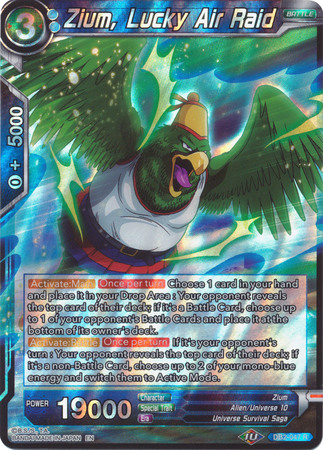 3
Zium, Lucky Air Raid
BATTLE
0 + 5000
Activate:Main Once per turn Choose 1 card in your hand
and place it in your Drop Area : Your opponent reveals
the top card of their deck; if it's a Battle Card, choose up
to 1 of your opponent's Battle Cards and place it at the
bottom of its owner's deck.
Activate:Battle Once per turn If it's your opponent's
turn : Your opponent reveals the top card of their deck; if
it's a non-Battle Card, choose up to 2 of your mono-blue
energy and switch them to Active Mode.
POWER 19000
Character Zium
Special Trait Alien/Universe 10
Era Universe Survival Saga
©B.S./S., T.A.
BANDAI MADE IN JAPAN EN
DB2-047 R